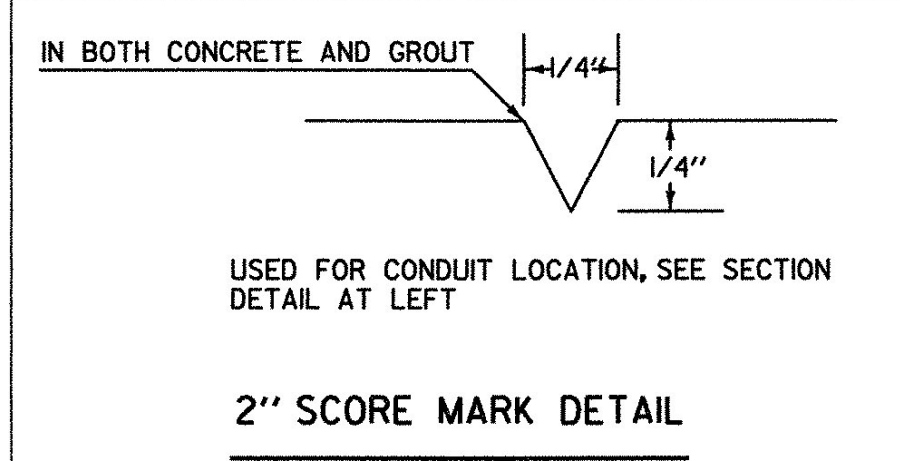 IN BOTH CONCRETE AND GROUT
1/4"
1/4"
USED FOR CONDUIT LOCATION, SEE SECTION
DETAIL AT LEFT
2" SCORE MARK DETAIL